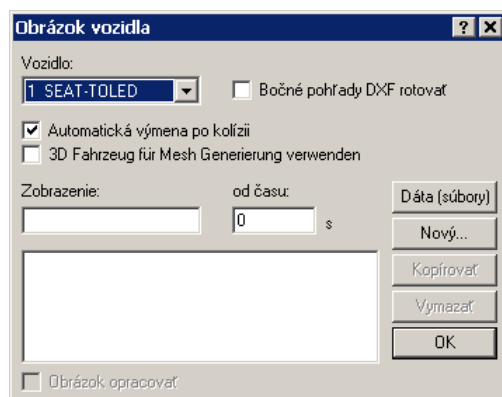 Obrázok vozidla
Vozidlo:
1 SEAT-TOLED
Bočné pohľady DXF rotovať
Automatická výmena po kolízii
3D Fahrzeug für Mesh Generierung verwenden
Zobrazenie:
od času:
Dáta (súbory)
0
s
Nový...
Kopírovať
Vymazať
OK
Obrázok opracovať